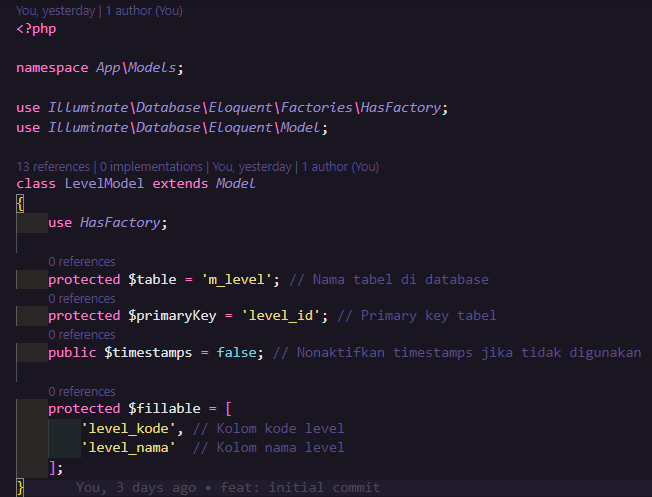 You, yesterday | 1 author (You)
<?php
namespace App\Models;
use Illuminate\Database\Eloquent\Factories\HasFactory;
use Illuminate\Database\Eloquent\Model;
13 references | 0 implementations | You, yesterday | 1 author (You)
class LevelModel extends Model
{
use HasFactory;
0 references
protected $table = 'm_level'; // Nama tabel di database
0 references
protected $primaryKey = 'level_id'; // Primary key tabel
0 references
public $timestamps = false; // Nonaktifkan timestamps jika tidak digunakan
0 references
protected $fillable = [
'level_kode', // Kolom kode level
'level_nama'  // Kolom nama level
];
} You, 3 days ago • feat: initial commit